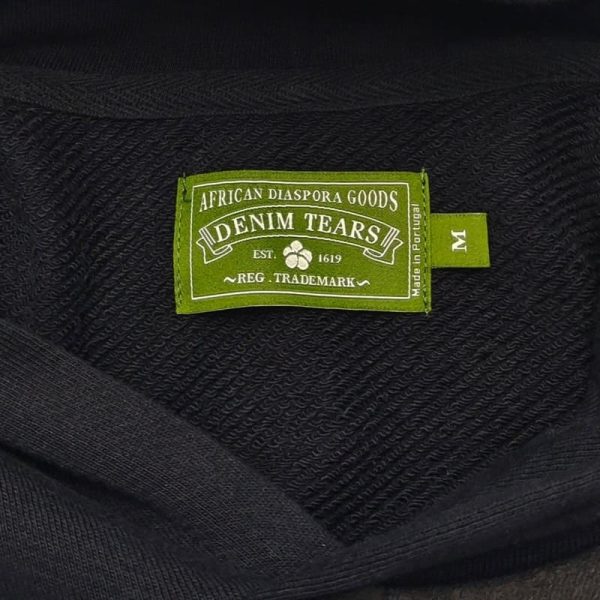 AFRICAN DIASPORA GOODS
DENIM TEARS
EST. 1619
~REG . TRADEMARK~
Made in Portugal
M